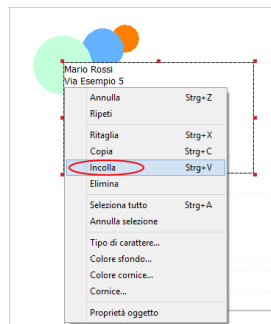 Mario Rossi
Via Esempio 5
Annulla Strg+Z
Ripeti
Ritaglia Strg+X
Copia Strg+C
Incolla Strg+V
Elimina
Seleziona tutto Strg+A
Annulla selezione
Tipo di carattere...
Colore sfondo...
Colore cornice...
Cornice...
Proprietà oggetto